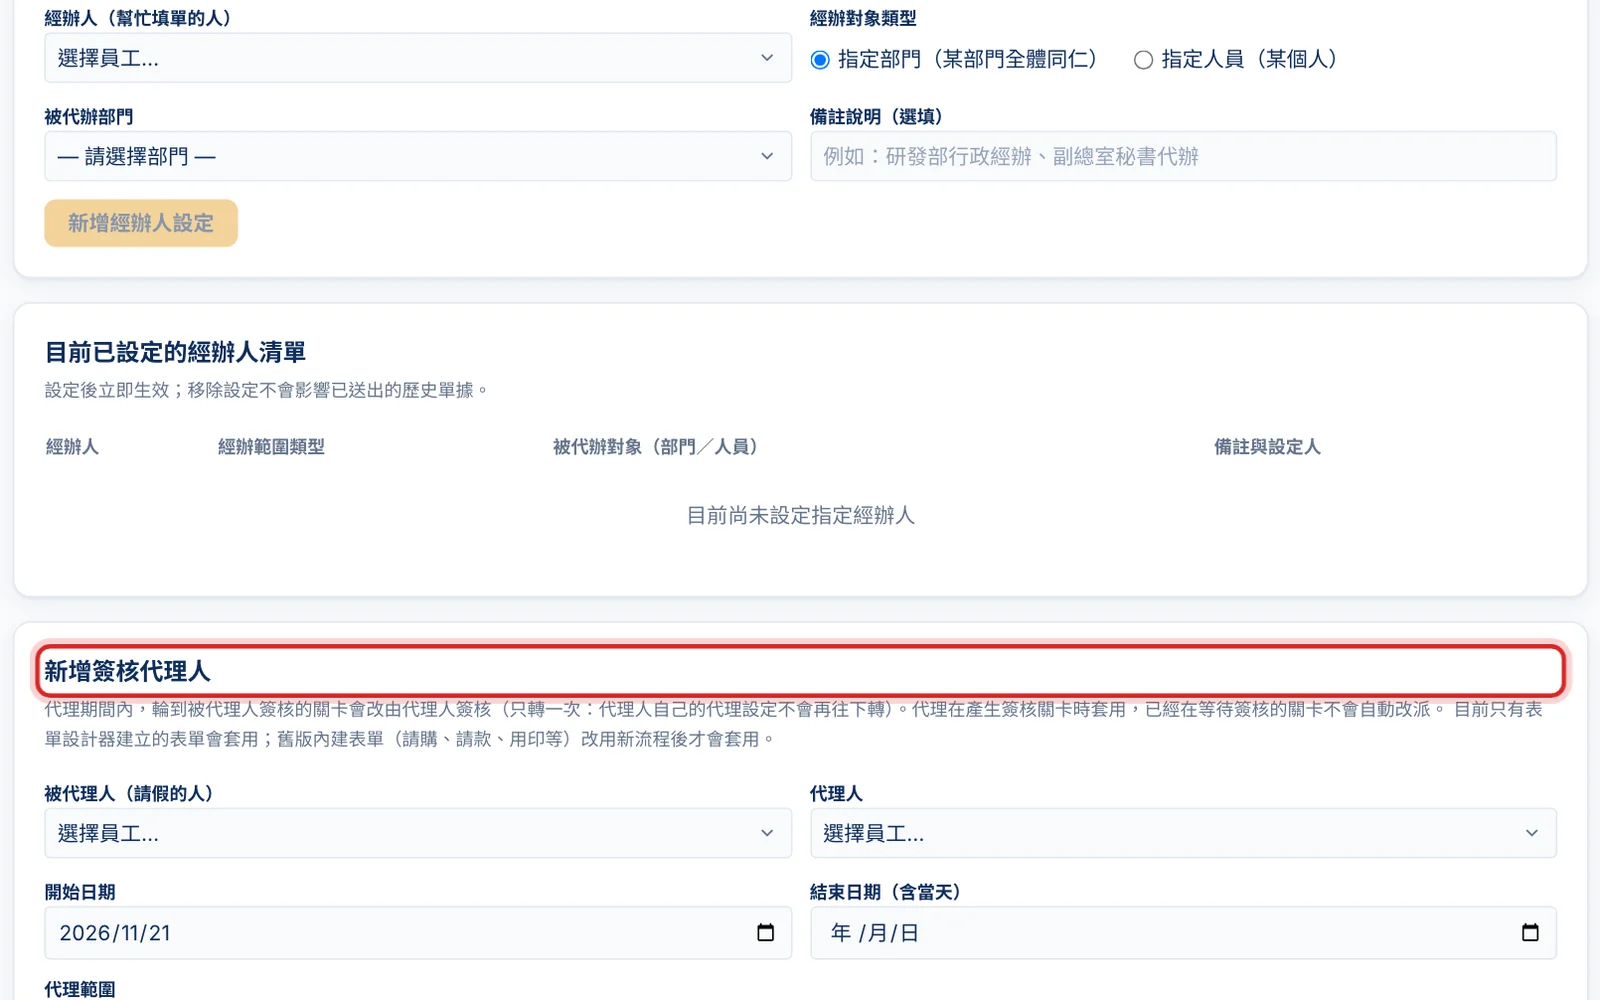 經辦人（幫忙填單的人）
選擇員工...
經辦對象類型
指定部門（某部門全體同仁）
指定人員（某個人）
被代辦部門
— 請選擇部門 —
備註說明（選填）
例如：研發部行政經辦、副總室秘書代辦
新增經辦人設定
目前已設定的經辦人清單
設定後立即生效；移除設定不會影響已送出的歷史單據。
經辦人
經辦範圍類型
被代辦對象（部門／人員）
備註與設定人
目前尚未設定指定經辦人
新增簽核代理人
代理期間內，輪到被代理人簽核的關卡會改由代理人簽核（只轉一次：代理人自己的代理設定不會再往下轉）。代理在產生簽核關卡時套用，已經在等待簽核的關卡不會自動改派。 目前只有表
單設計器建立的表單會套用；舊版內建表單（請購、請款、用印等）改用新流程後才會套用。
被代理人（請假的人）
選擇員工...
代理人
選擇員工...
開始日期
2026/11/21
結束日期（含當天）
年 /月/日
代理範圍